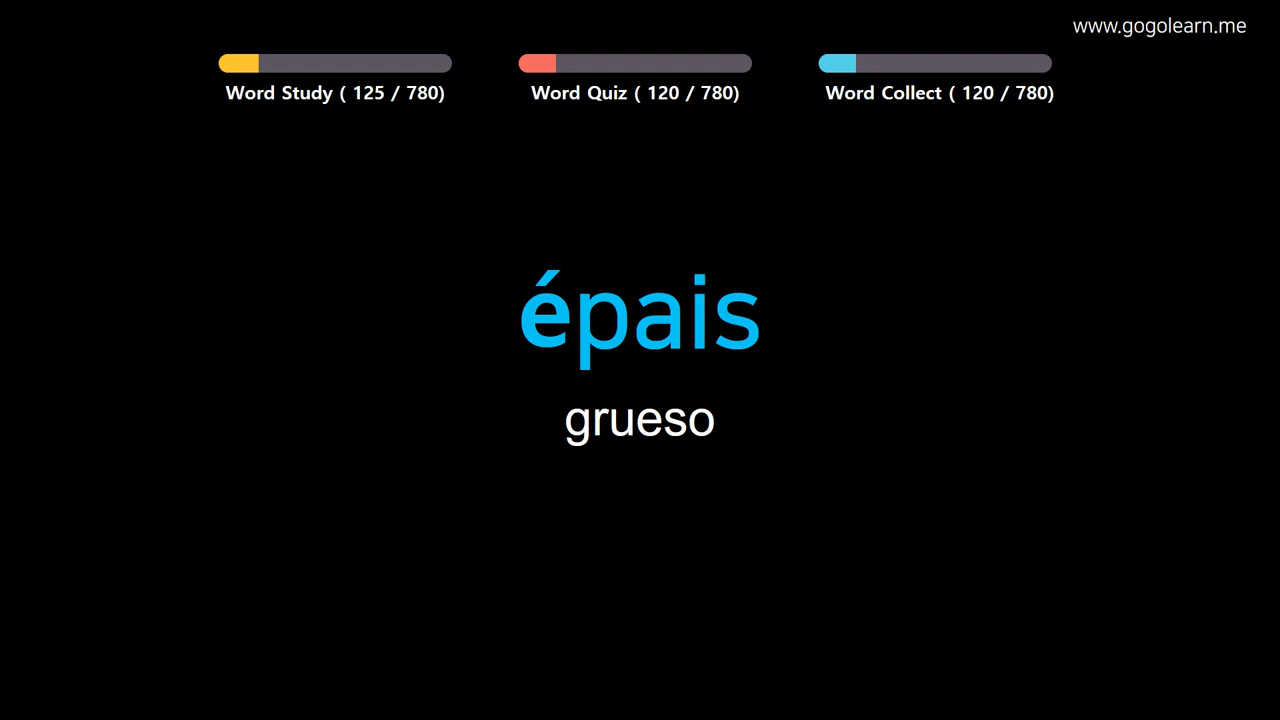 www.gogolearn.me
Word Study ( 125 / 780)
Word Quiz ( 120 / 780)
Word Collect ( 120 / 780)
épais
grueso